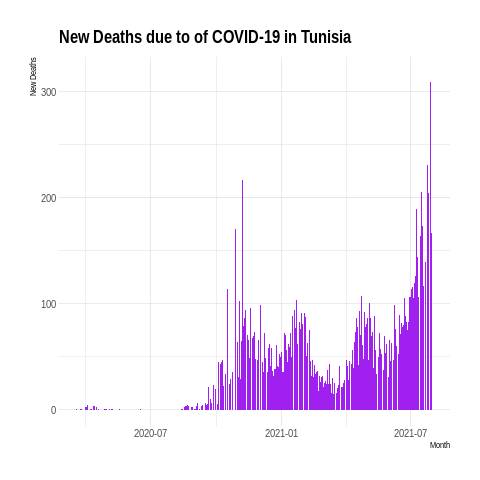 New Deaths due to of COVID-19 in Tunisia
New Deaths
300
200
100
0
2020-07
2021-01
2021-07
Month